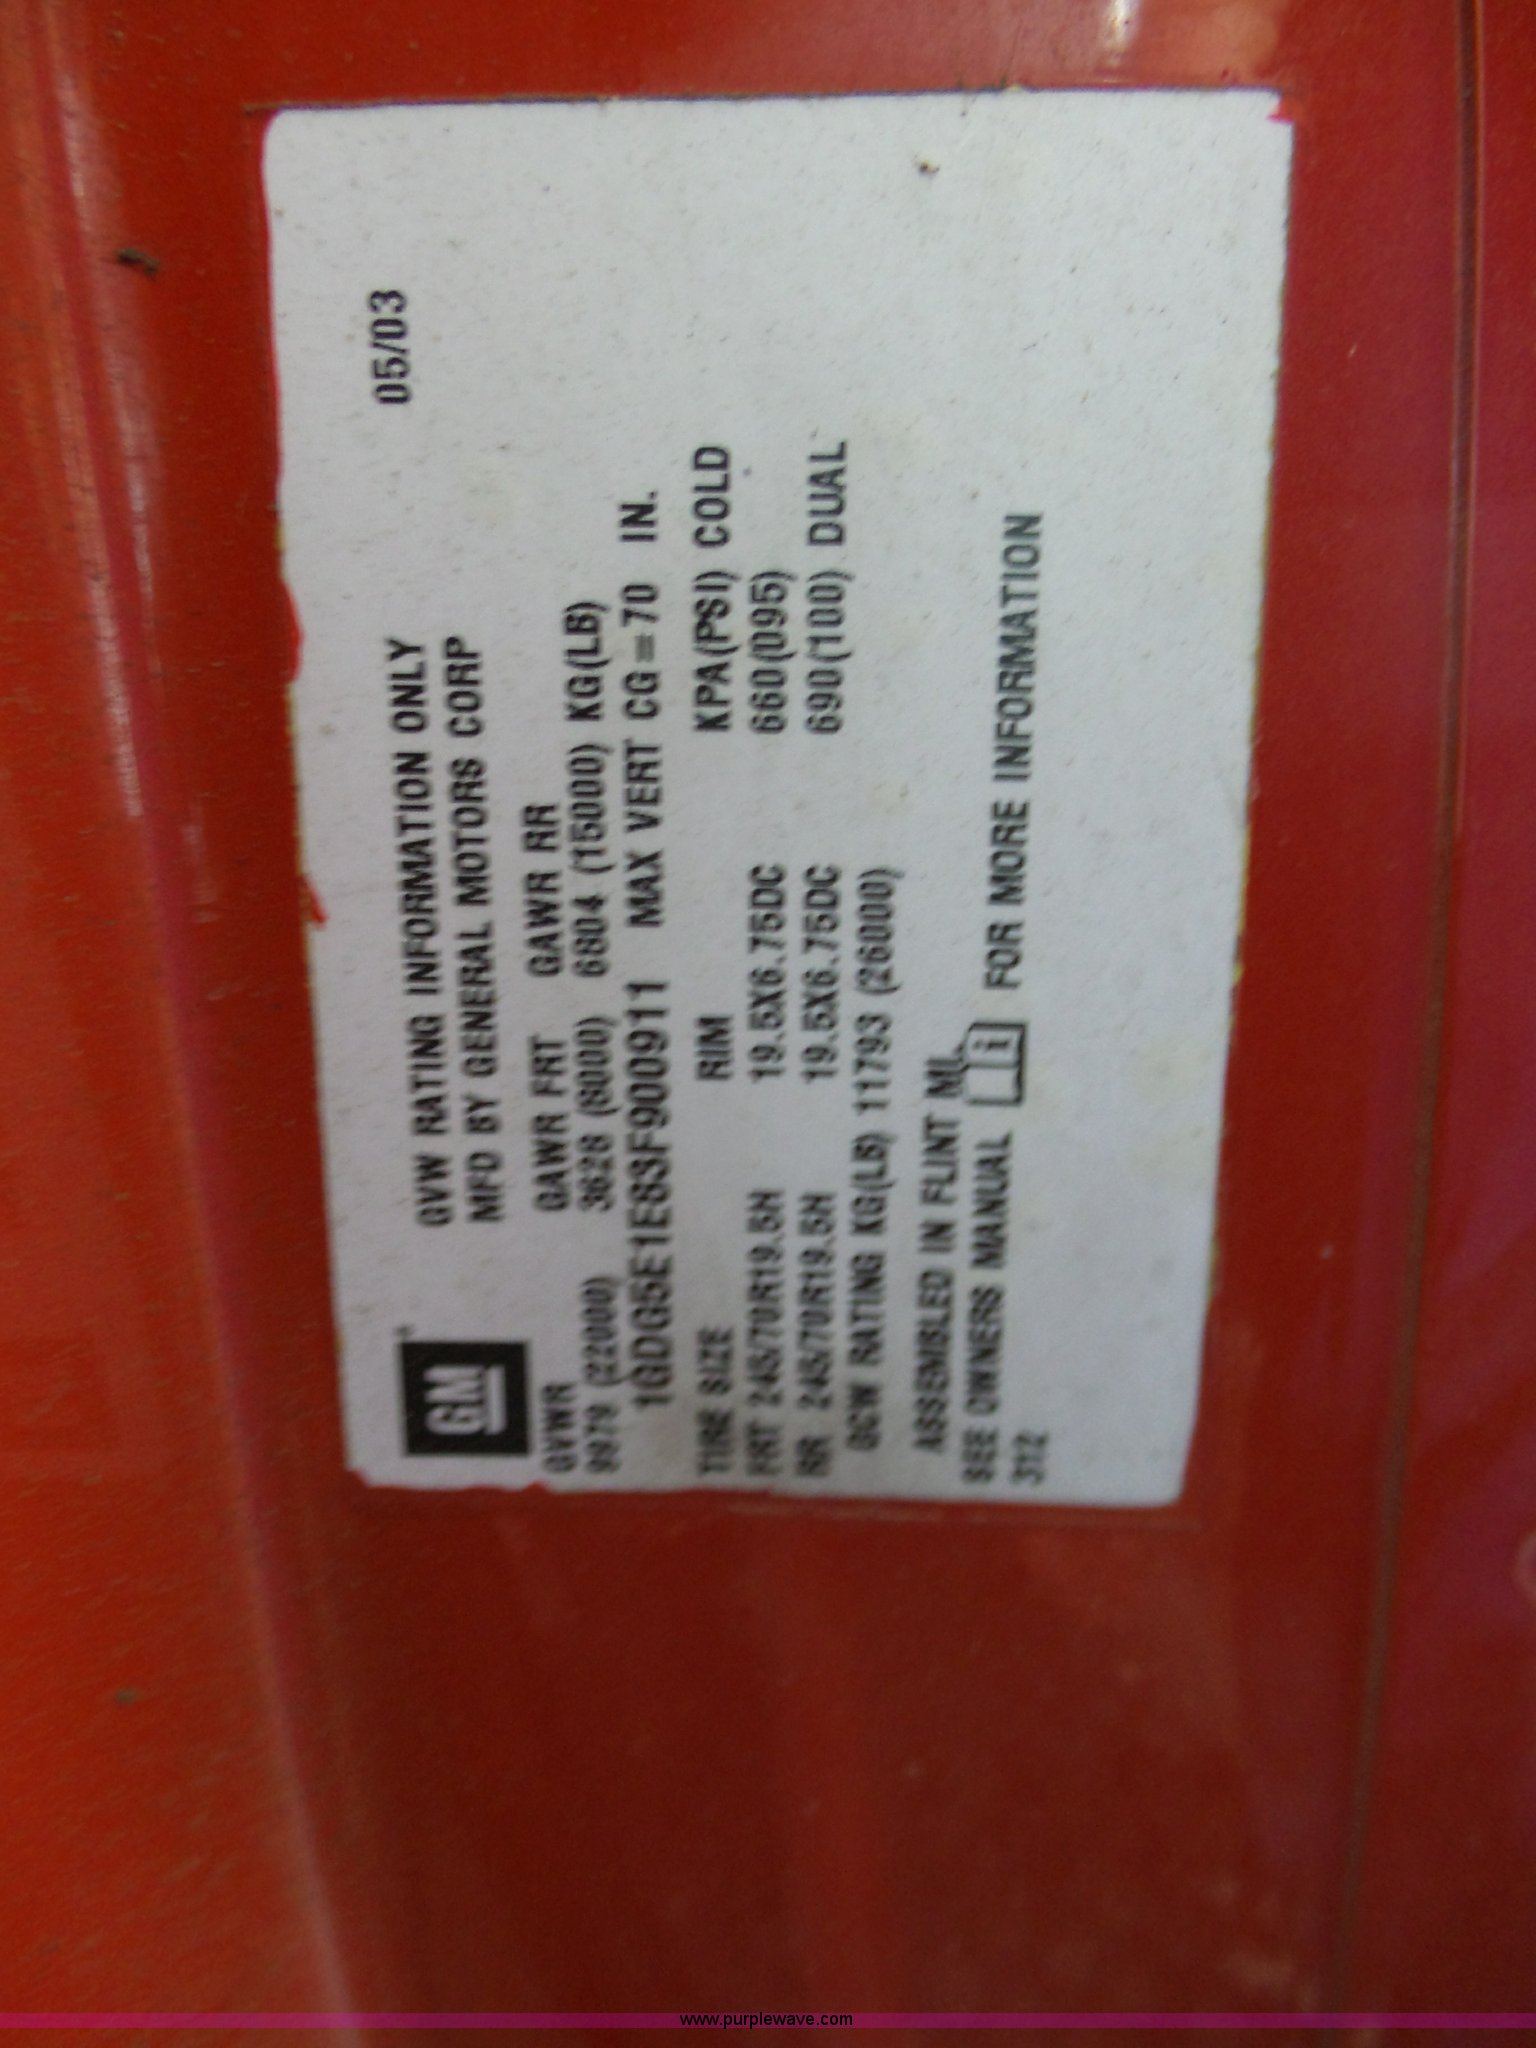 05/03
GM
GVW RATING INFORMATION ONLY
MFD BY GENERAL MOTORS CORP
GVWR GAWR FRT GAWR RR
9979 (22000) 3628 (8000) 6804 (15000) KG(LB)
1GDG5E1E83F900911 MAX VERT CG=70 IN.
TIRE SIZE RIM KPA(PSI) COLD
FRT 245/70R19.5H 19.5X6.75DC 660(095)
RR 245/70R19.5H 19.5X6.75DC 690(100) DUAL
GCW RATING KG(LB) 11793 (26000)
ASSEMBLED IN FLINT MI.
SEE OWNERS MANUAL i FOR MORE INFORMATION
312
www.purplewave.com